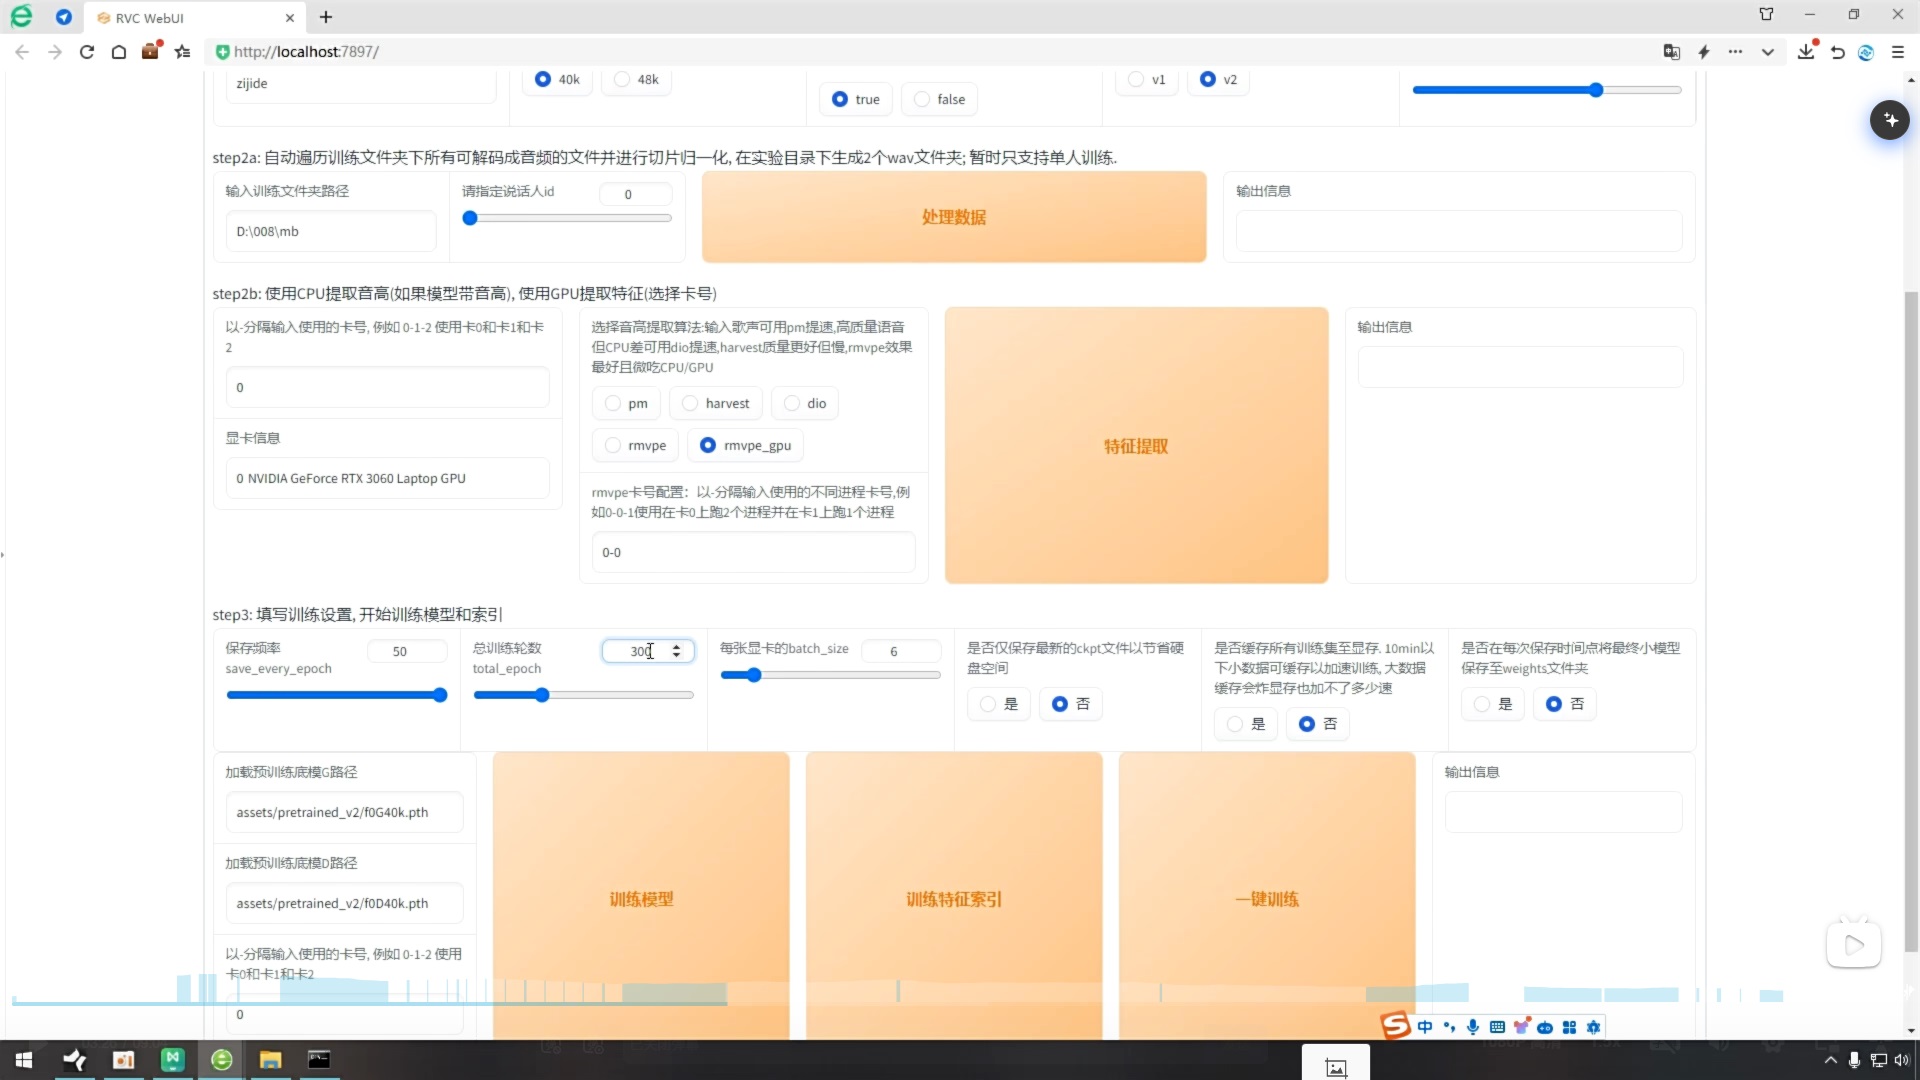 RVC WebUI
http://localhost:7897/
zijide
40k
48k
true
false
v1
v2
step2a: 自动遍历训练文件夹下所有可解码成音频的文件并进行切片归一化, 在实验目录下生成2个wav文件夹; 暂时只支持单人训练.
输入训练文件夹路径
D:\008\mb
请指定说话人id
0
处理数据
输出信息
step2b: 使用CPU提取音高(如果模型带音高), 使用GPU提取特征(选择卡号)
以-分隔输入使用的卡号, 例如 0-1-2 使用卡0和卡1和卡
2
0
显卡信息
0 NVIDIA GeForce RTX 3060 Laptop GPU
选择音高提取算法:输入歌声可用pm提速,高质量语音
但CPU差可用dio提速,harvest质量更好但慢,rmvpe效果
最好且微吃CPU/GPU
pm
harvest
dio
rmvpe
rmvpe_gpu
rmvpe卡号配置：以-分隔输入使用的不同进程卡号,例
如0-0-1使用在卡0上跑2个进程并在卡1上跑1个进程
0-0
特征提取
输出信息
step3: 填写训练设置, 开始训练模型和索引
保存频率
save_every_epoch
50
总训练轮数
total_epoch
300
每张显卡的batch_size
6
是否仅保存最新的ckpt文件以节省硬
盘空间
是
否
是否缓存所有训练集至显存. 10min以
下小数据可缓存以加速训练, 大数据
缓存会炸显存也加不了多少速
是
否
是否在每次保存时间点将最终小模型
保存至weights文件夹
是
否
加载预训练底模G路径
assets/pretrained_v2/f0G40k.pth
加载预训练底模D路径
assets/pretrained_v2/f0D40k.pth
以-分隔输入使用的卡号, 例如 0-1-2 使用
卡0和卡1和卡2
0
训练模型
训练特征索引
一键训练
输出信息
中